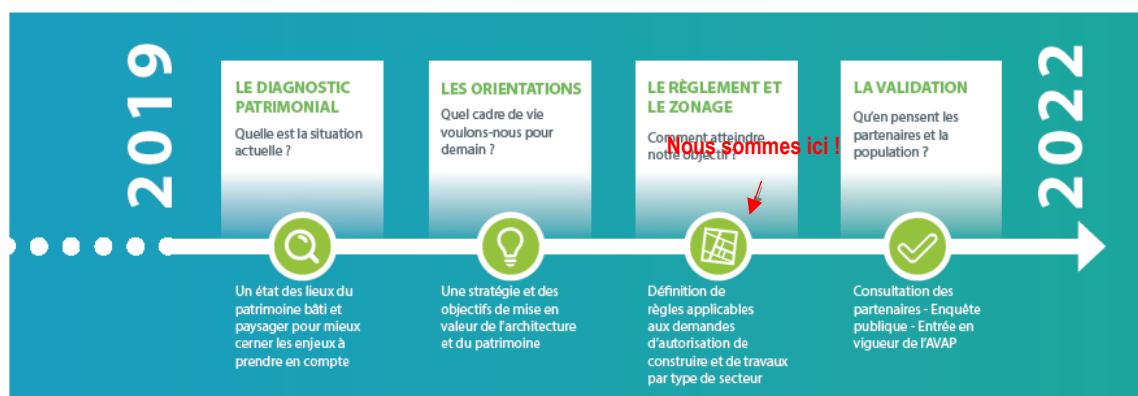 2019
LE DIAGNOSTIC
PATRIMONIAL
Quelle est la situation
actuelle ?
Un état des lieux du
patrimoine bâti et
paysager pour mieux
cerner les enjeux à
prendre en compte
LES ORIENTATIONS
Quel cadre de vie
voulons-nous pour
demain ?
Une stratégie et des
objectifs de mise en
valeur de l'architecture
et du patrimoine
LE RÈGLEMENT ET
LE ZONAGE
Comment atteindre
notre objectif ?
Nous sommes ici !
Définition de
règles applicables
aux demandes
d'autorisation de
construire et de travaux
par type de secteur
LA VALIDATION
Qu'en pensent les
partenaires et la
population ?
Consultation des
partenaires - Enquête
publique - Entrée en
vigueur de l'AVAP
2022